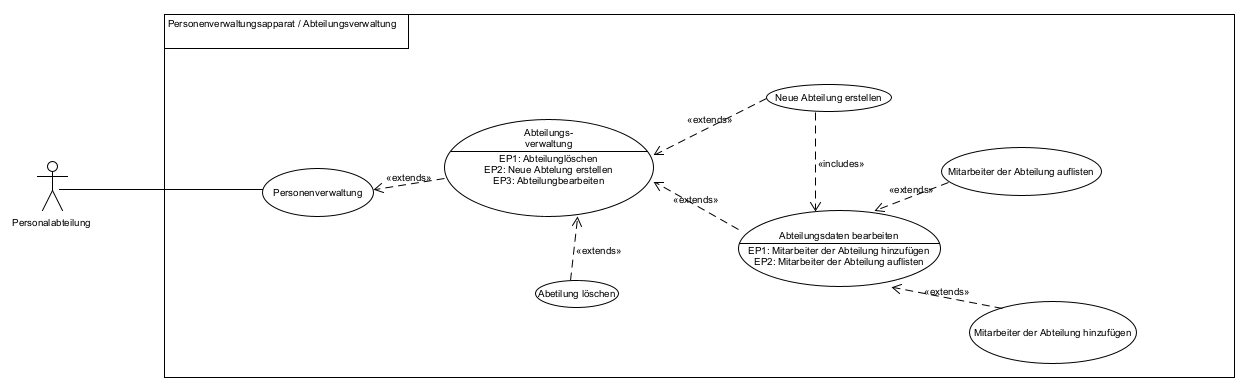 Personenverwaltungsapparat / Abteilungsverwaltung
Neue Abteilung erstellen
«extends»
Abteilungs-
verwaltung
EP1: Abteilunglöschen
EP2: Neue Abtelung erstellen
EP3: Abteilungbearbeiten
«includes»
Mitarbeiter der Abteilung auflisten
«extends»
Personenverwaltung
«extends»
«extends»
Personalabteilung
Abteilungsdaten bearbeiten
EP1: Mitarbeiter der Abteilung hinzufügen
EP2: Mitarbeiter der Abteilung auflisten
«extends»
Abetilung löschen
«extends»
Mitarbeiter der Abteilung hinzufügen